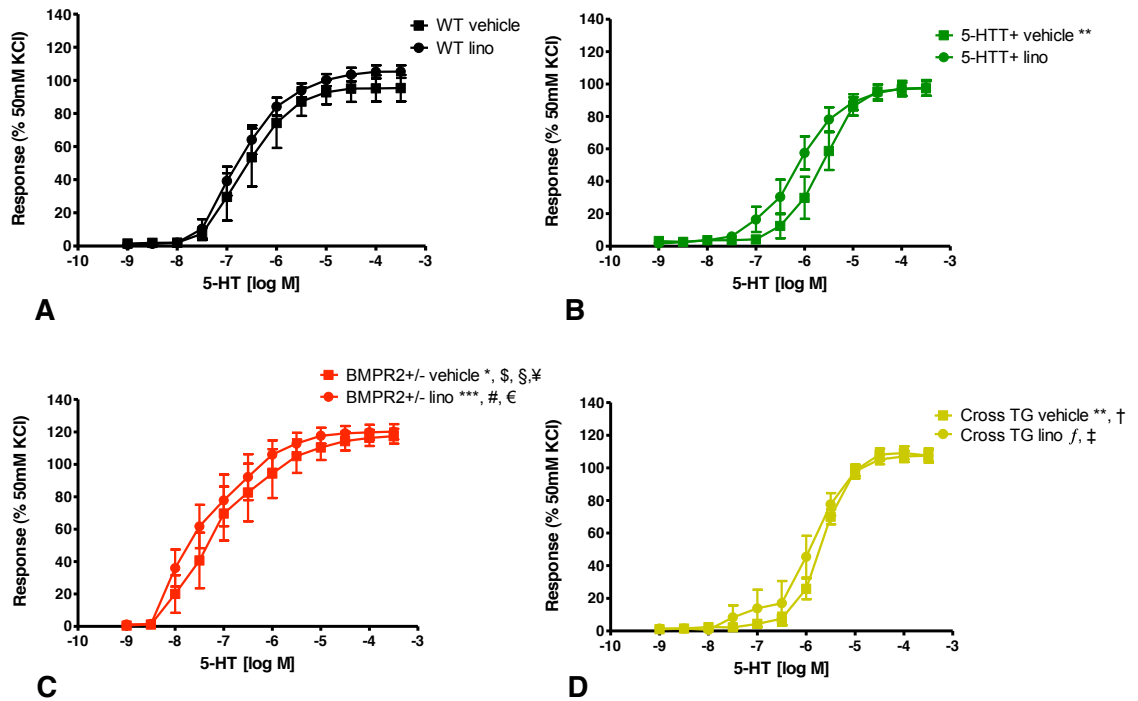 WT vehicle
WT lino
Response (% 50mM KCl)
140
120
100
80
60
40
20
0
-10 -9 -8 -7 -6 -5 -4 -3
5-HT [log M]
A
5-HTT+ vehicle **
5-HTT+ lino
Response (% 50mM KCl)
140
120
100
80
60
40
20
0
-10 -9 -8 -7 -6 -5 -4 -3
5-HT [log M]
B
BMPR2+/- vehicle *, $, §,¥
BMPR2+/- lino ***, #, €
Response (% 50mM KCl)
140
120
100
80
60
40
20
0
-10 -9 -8 -7 -6 -5 -4 -3
5-HT [log M]
C
Cross TG vehicle **, †
Cross TG lino ƒ, ‡
Response (% 50mM KCl)
140
120
100
80
60
40
20
0
-10 -9 -8 -7 -6 -5 -4 -3
5-HT [log M]
D